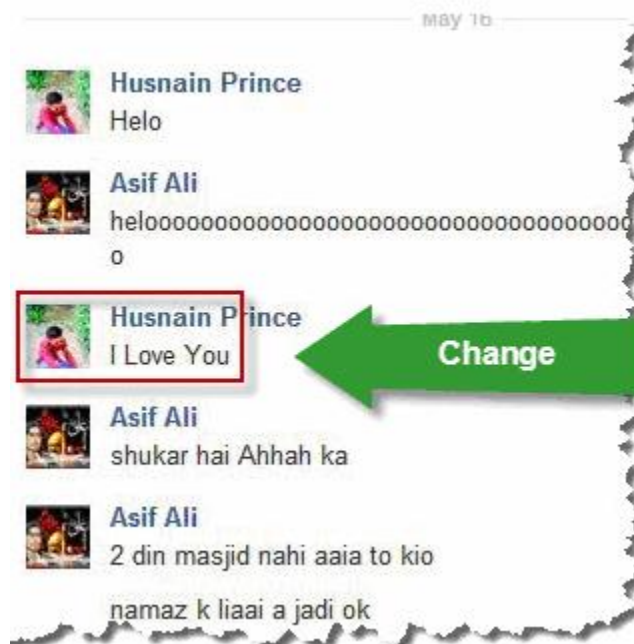 May 16
Husnain Prince
Helo
Asif Ali
helooooooooooooooooooooooooooooooooooooo
o
Husnain Prince
I Love You
Change
Asif Ali
shukar hai Ahhah ka
Asif Ali
2 din masjid nahi aaia to kio
namaz k liaai a jadi ok